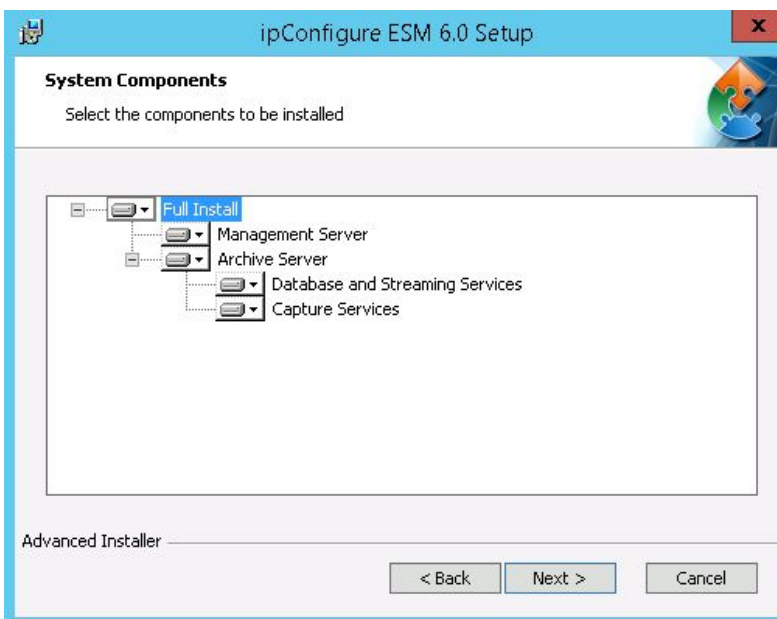 ipConfigure ESM 6.0 Setup
x
System Components
Select the components to be installed
Full Install
Management Server
Archive Server
Database and Streaming Services
Capture Services
Advanced Installer
< Back Next > Cancel